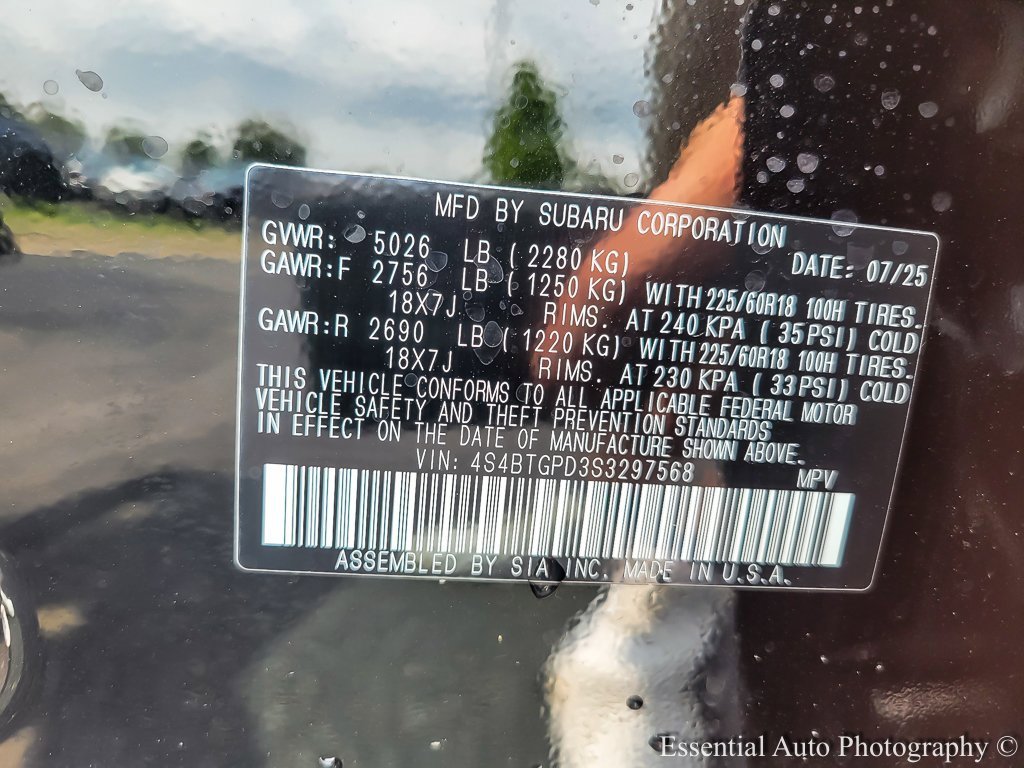 MFD BY SUBARU CORPORATION
GVWR: 5026 LB (2280 KG) DATE: 07/25
GAWR:F 2756 LB (1250 KG) WITH 225/60R18 100H TIRES.
18X7J RIMS. AT 240 KPA (35PSI) COLD
GAWR:R 2690 LB (1220 KG) WITH 225/60R18 100H TIRES.
18X7J RIMS. AT 230 KPA (33PSI) COLD
THIS VEHICLE CONFORMS TO ALL APPLICABLE FEDERAL MOTOR
VEHICLE SAFETY AND THEFT PREVENTION STANDARDS
IN EFFECT ON THE DATE OF MANUFACTURE SHOWN ABOVE.
VIN: 4S4BTGPD3S3297568 MPV
ASSEMBLED BY SIA INC. MADE IN U.S.A.
Essential Auto Photography ©